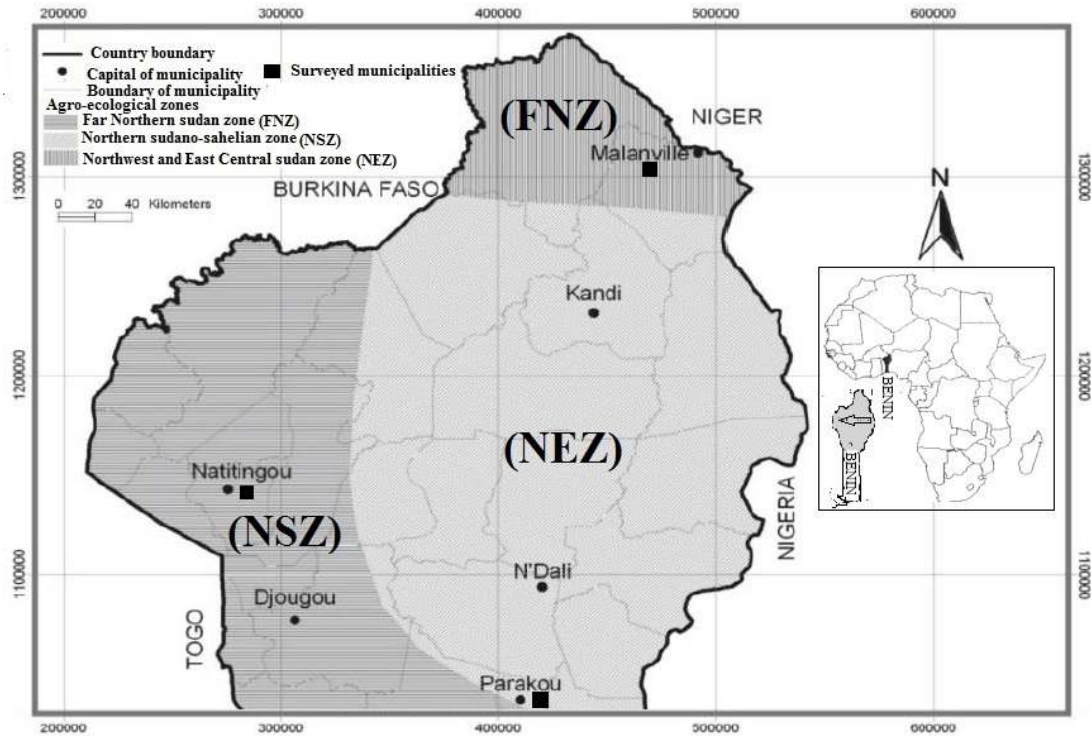 200000 300000 400000 500000 600000
Country boundary
Capital of municipality Surveyed municipalities
Boundary of municipality
Agro-ecological zones
Far Northern sudan zone (FNZ)
Northern sudano-sahelian zone (NSZ)
Northwest and East Central sudan zone (NEZ)
0 20 40 Kilometers
(FNZ)
NIGER
Malanville
1300000 1300000
BURKINA FASO
N
Kandi
1200000 1200000
BENIN
BENIN
(NEZ)
Natitingou
NIGERIA
(NSZ)
N'Dali
1100000 1100000
Djougou
TOGO
Parakou
200000 300000 400000 500000 600000